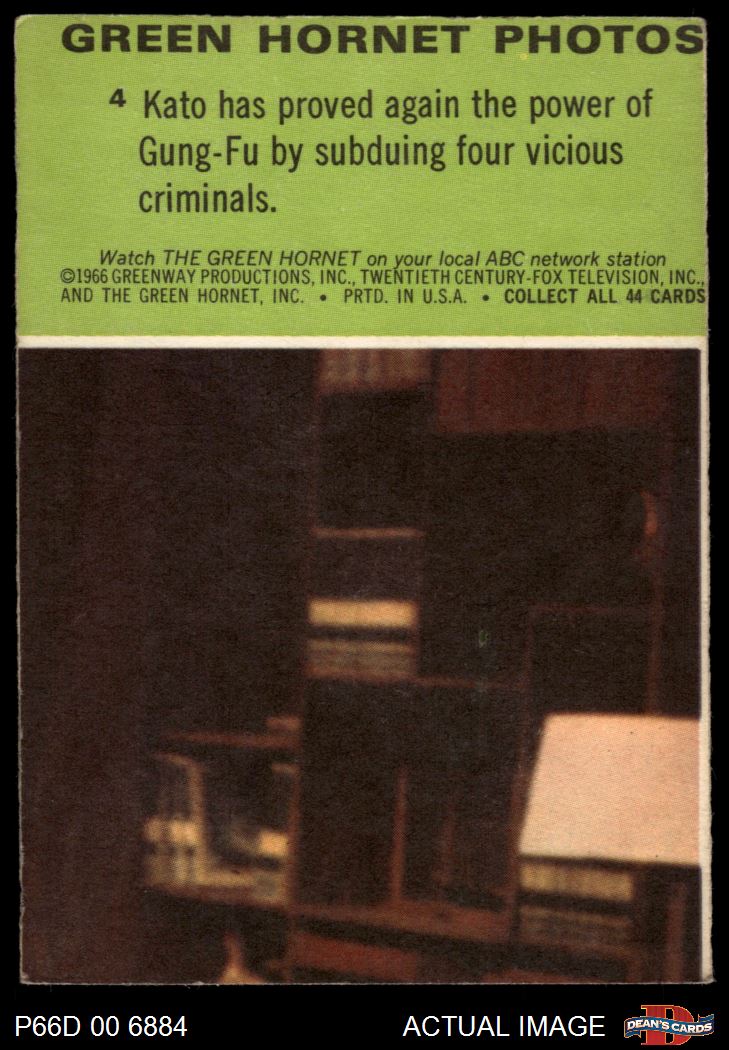 GREEN HORNET PHOTOS
4 Kato has proved again the power of
Gung-Fu by subduing four vicious
criminals.
Watch THE GREEN HORNET on your local ABC network station
©1966 GREENWAY PRODUCTIONS, INC., TWENTIETH CENTURY-FOX TELEVISION, INC.,
AND THE GREEN HORNET, INC. • PRTD. IN U.S.A. • COLLECT ALL 44 CARDS
P66D 00 6884
ACTUAL IMAGE
DEAN'S CARDS